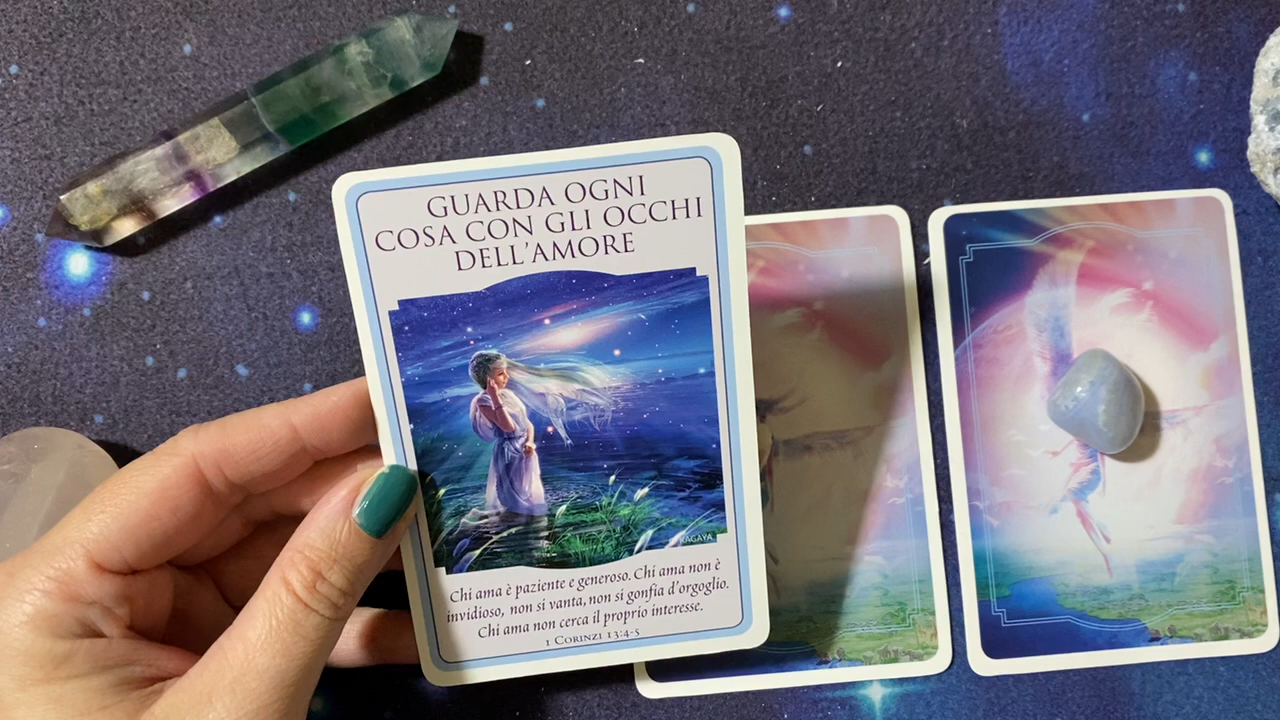 GUARDA OGNI
COSA CON GLI OCCHI
DELL'AMORE
KAGAYA
Chi ama è paziente e generoso. Chi ama non è
invidioso, non si vanta, non si gonfia d'orgoglio.
Chi ama non cerca il proprio interesse.
1 CORINZI 13:4-5